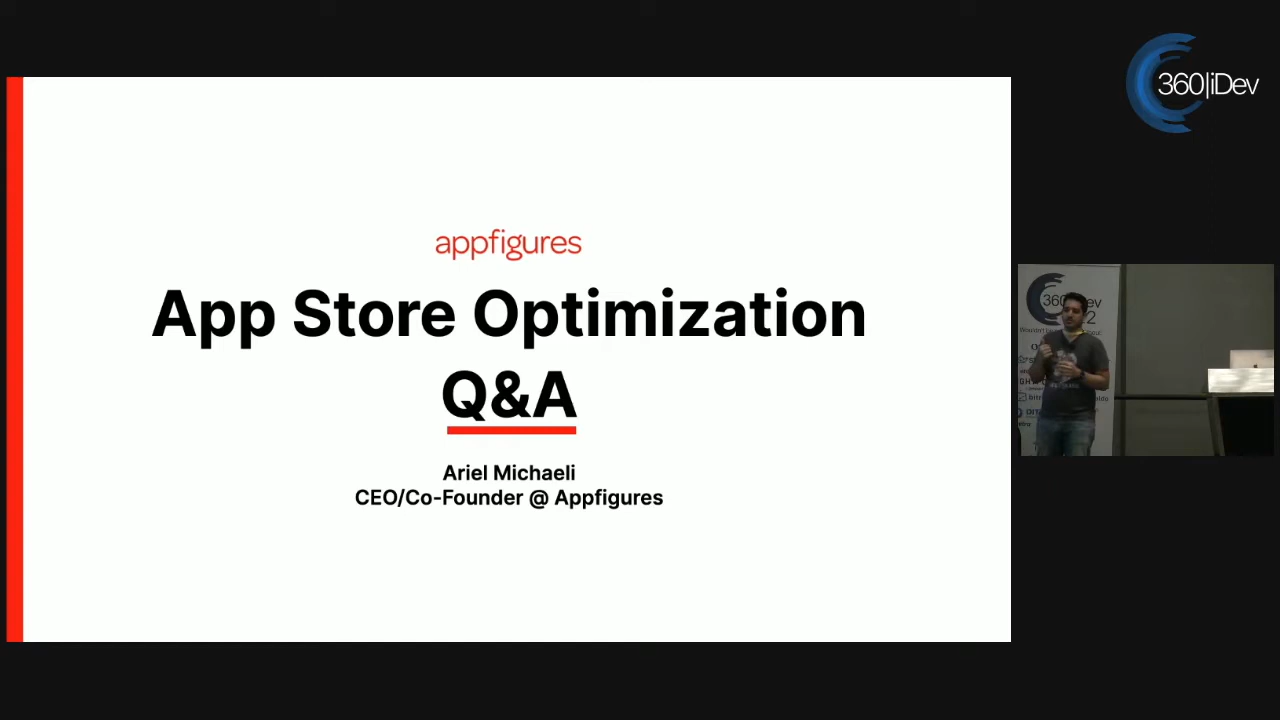 360|iDev
appfigures
App Store Optimization
Q&A
Ariel Michaeli
CEO/Co-Founder @ Appfigures